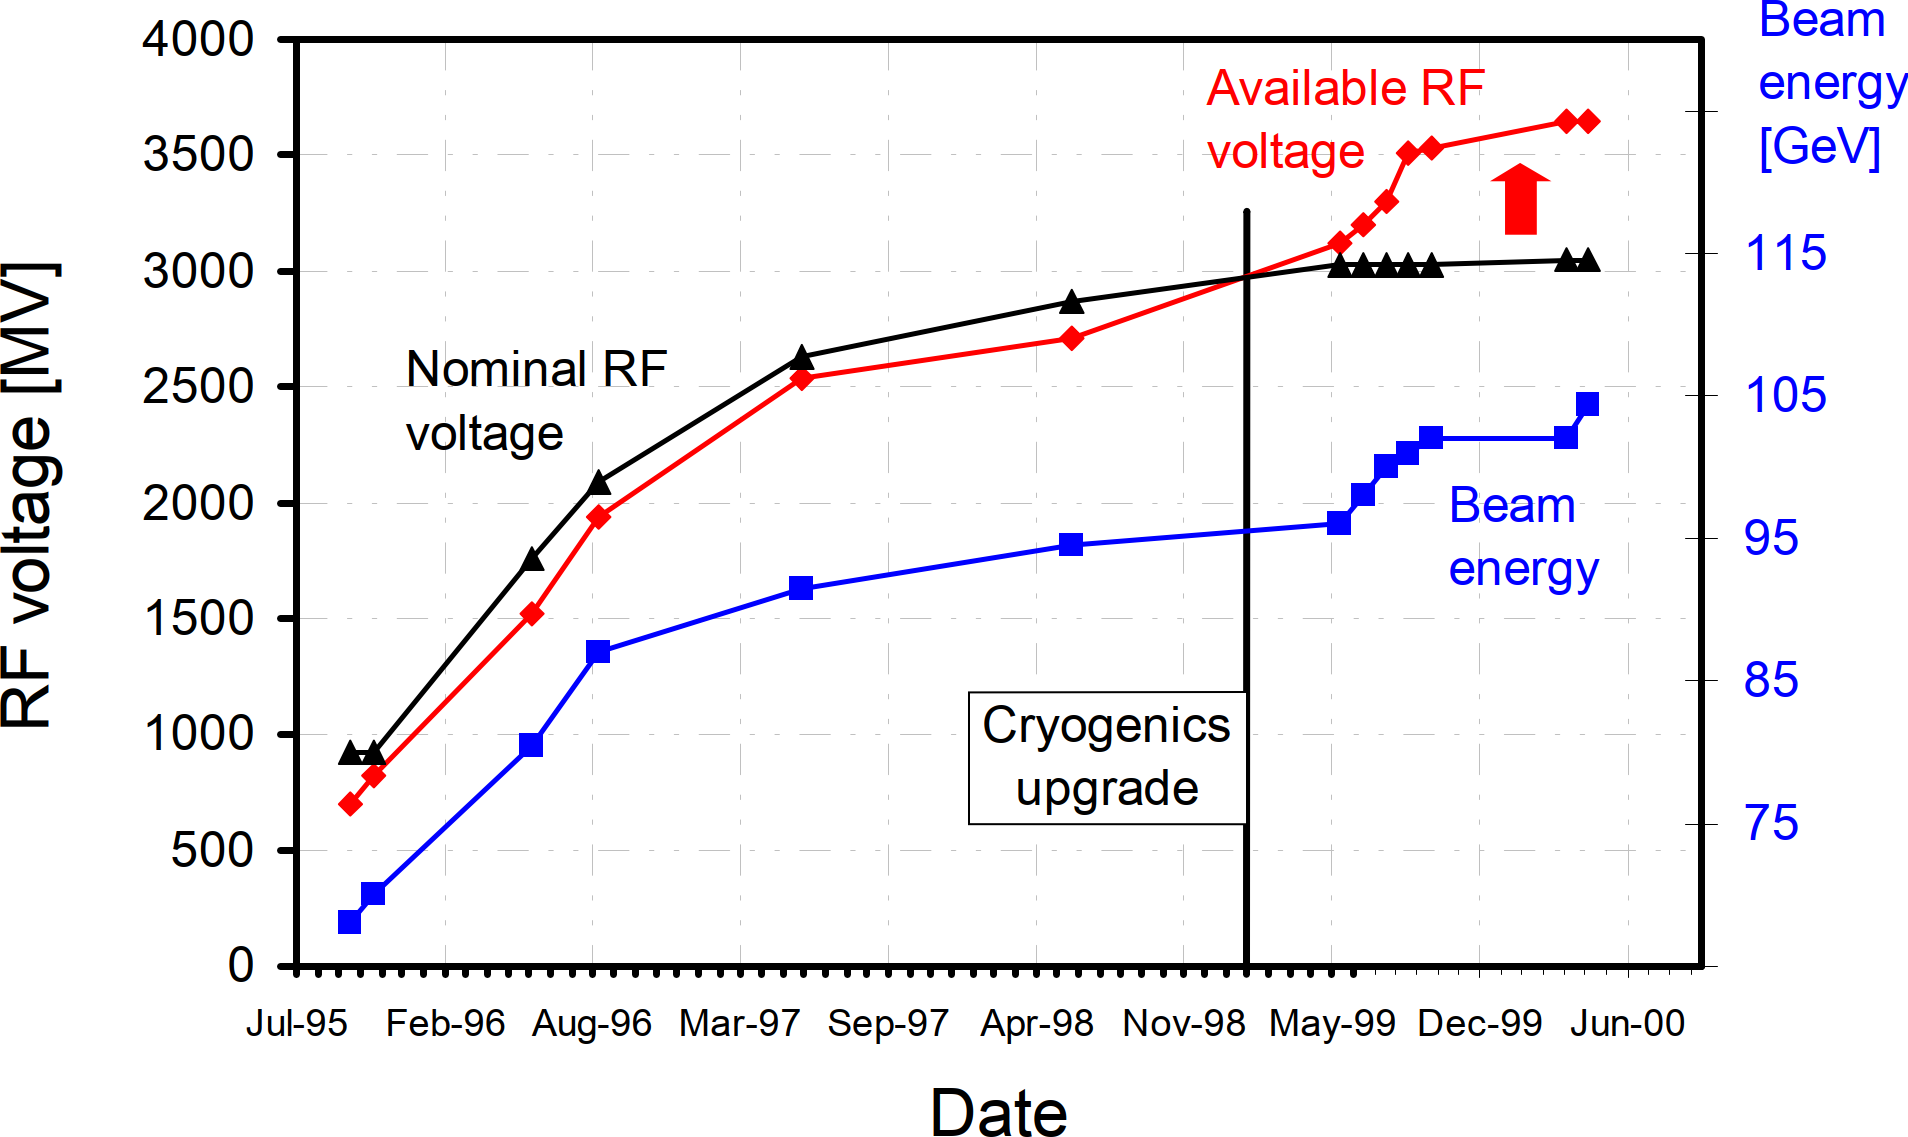 4000
3500
3000
2500
2000
1500
1000
500
0
RF voltage [MV]
Available RF
voltage
Nominal RF
voltage
Cryogenics
upgrade
Beam
energy
Beam
energy
[GeV]
115
105
95
85
75
Jul-95 Feb-96 Aug-96 Mar-97 Sep-97 Apr-98 Nov-98 May-99 Dec-99 Jun-00
Date